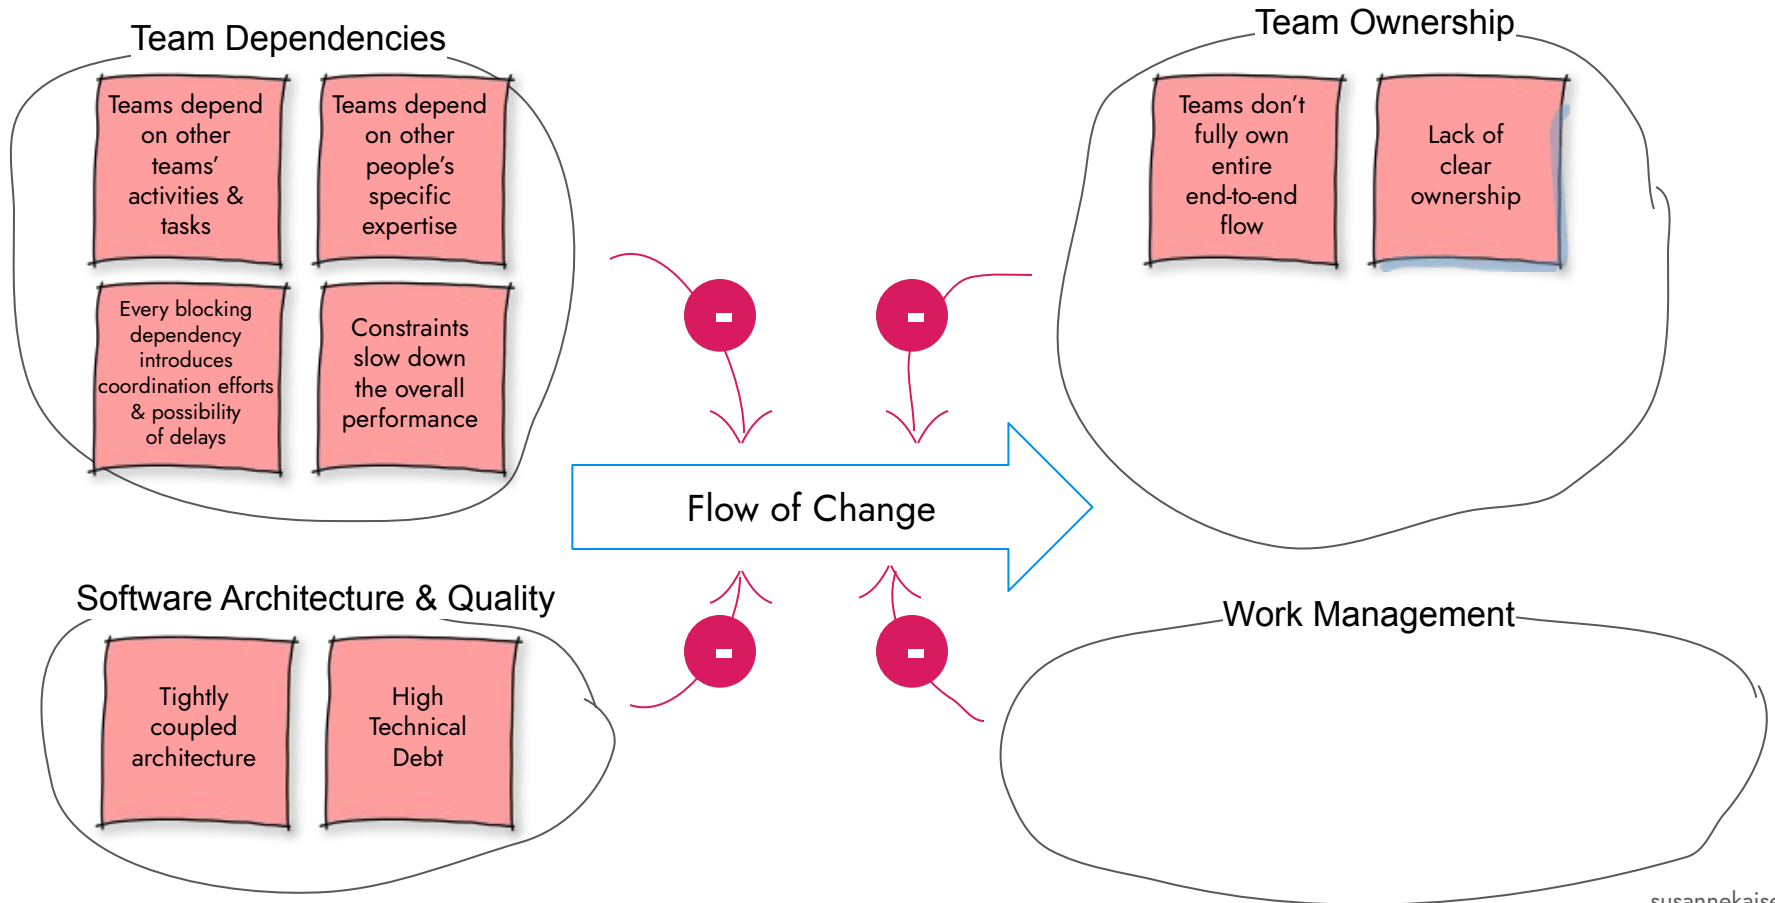 Team Dependencies
Teams depend
on other
teams’
activities &
tasks
Teams depend
on other
people’s
specific
expertise
Every blocking
dependency
introduces
coordination efforts
& possibility
of delays
Constraints
slow down
the overall
performance
Team Ownership
Teams don’t
fully own
entire
end-to-end
flow
Lack of
clear
ownership
-
-
Flow of Change
-
-
Software Architecture & Quality
Tightly
coupled
architecture
High
Technical
Debt
Work Management